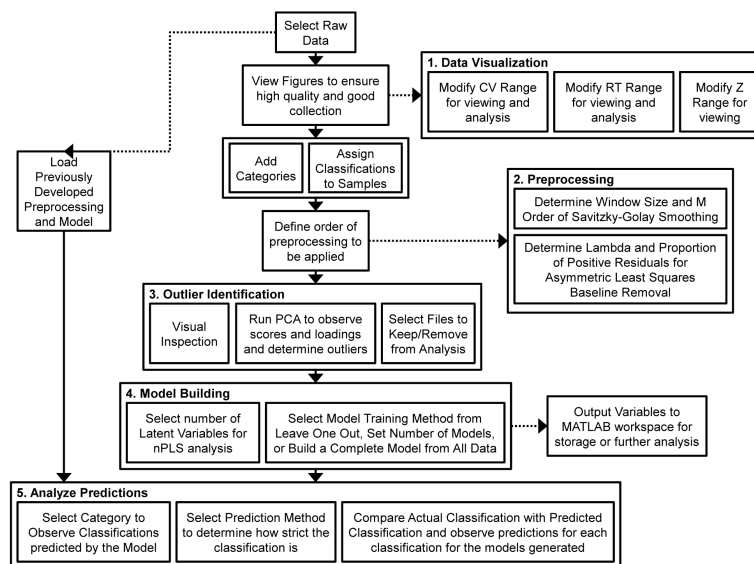 Select Raw
Data
View Figures to ensure
high quality and good
collection
1. Data Visualization
Modify CV Range
for viewing and
analysis
Modify RT Range
for viewing and
analysis
Modify Z
Range for
viewing
Add
Categories
Assign
Classifications
to Samples
Load
Previously
Developed
Preprocessing
and Model
Define order of
preprocessing to
be applied
2. Preprocessing
Determine Window Size and M
Order of Savitzky-Golay Smoothing
Determine Lambda and Proportion
of Positive Residuals for
Asymmetric Least Squares
Baseline Removal
3. Outlier Identification
Visual
Inspection
Run PCA to observe
scores and loadings
and determine outliers
Select Files to
Keep/Remove
from Analysis
4. Model Building
Select number of
Latent Variables for
nPLS analysis
Select Model Training Method from
Leave One Out, Set Number of Models,
or Build a Complete Model from All Data
Output Variables to
MATLAB workspace for
storage or further analysis
5. Analyze Predictions
Select Category to
Observe Classifications
predicted by the Model
Select Prediction Method
to determine how strict the
classification is
Compare Actual Classification with Predicted
Classification and observe predictions for each
classification for the models generated